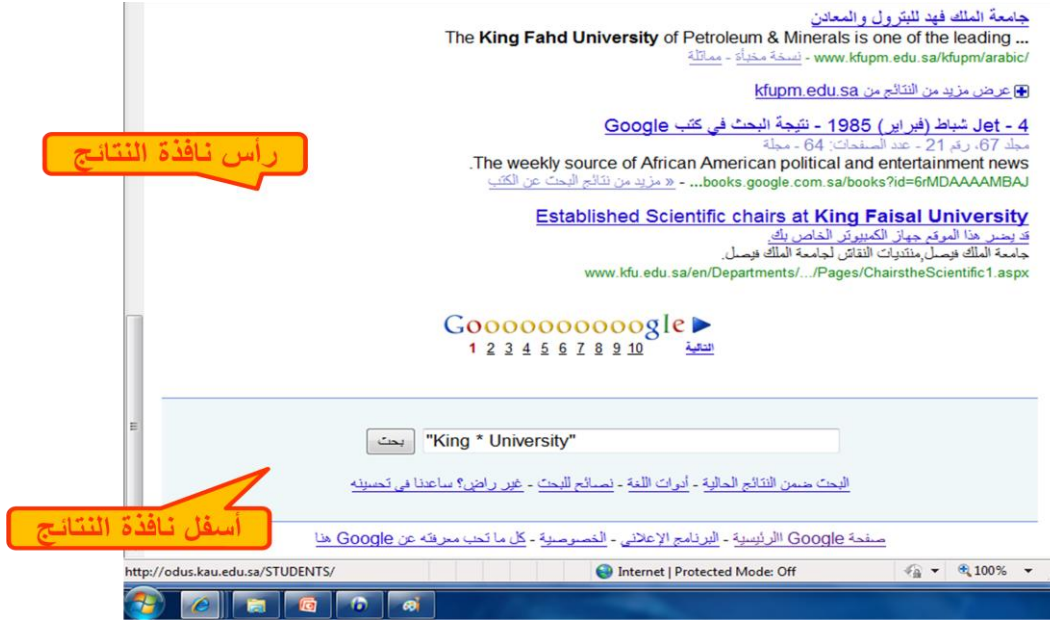 جامعة الملك فهد للبترول والمعادن
The King Fahd University of Petroleum & Minerals is one of the leading ...
www.kfupm.edu.sa/kfupm/arabic/ - نسخة مخبأة - مماثلة
عرض مزيد من النتائج من kfupm.edu.sa
Jet - 4 شباط (فبراير) 1985 - نتيجة البحث في كتب Google
مجلد 67، رقم 21 - عدد الصفحات: 64 - مجلة
The weekly source of African American political and entertainment news.
books.google.com.sa/books?id=6rMDAAAAMBAJ... - « مزيد من نتائج البحث عن الكتب
رأس نافذة النتائج
Established Scientific chairs at King Faisal University
قد يضر هذا الموقع جهاز الكمبيوتر الخاص بك.
جامعة الملك فيصل,منتديات النقاش لجامعة الملك فيصل.
www.kfu.edu.sa/en/Departments/.../Pages/ChairstheScientific1.aspx
Goooooooooogle
1 2 3 4 5 6 7 8 9 10 التالية
"King * University" بحث
البحث ضمن النتائج الحالية - أدوات اللغة - نصائح للبحث - غير راض؟ ساعدنا في تحسينه
أسفل نافذة النتائج
صفحة Google الرئيسية - البرنامج الإعلاني - الخصوصية - كل ما تحب معرفته عن Google هنا
http://odus.kau.edu.sa/STUDENTS/ Internet | Protected Mode: Off 100%